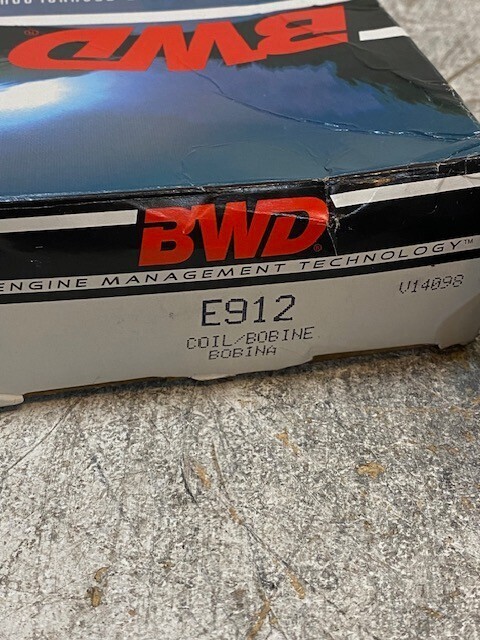 BWD®
BWD®
ENGINE MANAGEMENT TECHNOLOGY™
E912
V14098
COIL/BOBINE
BOBINA